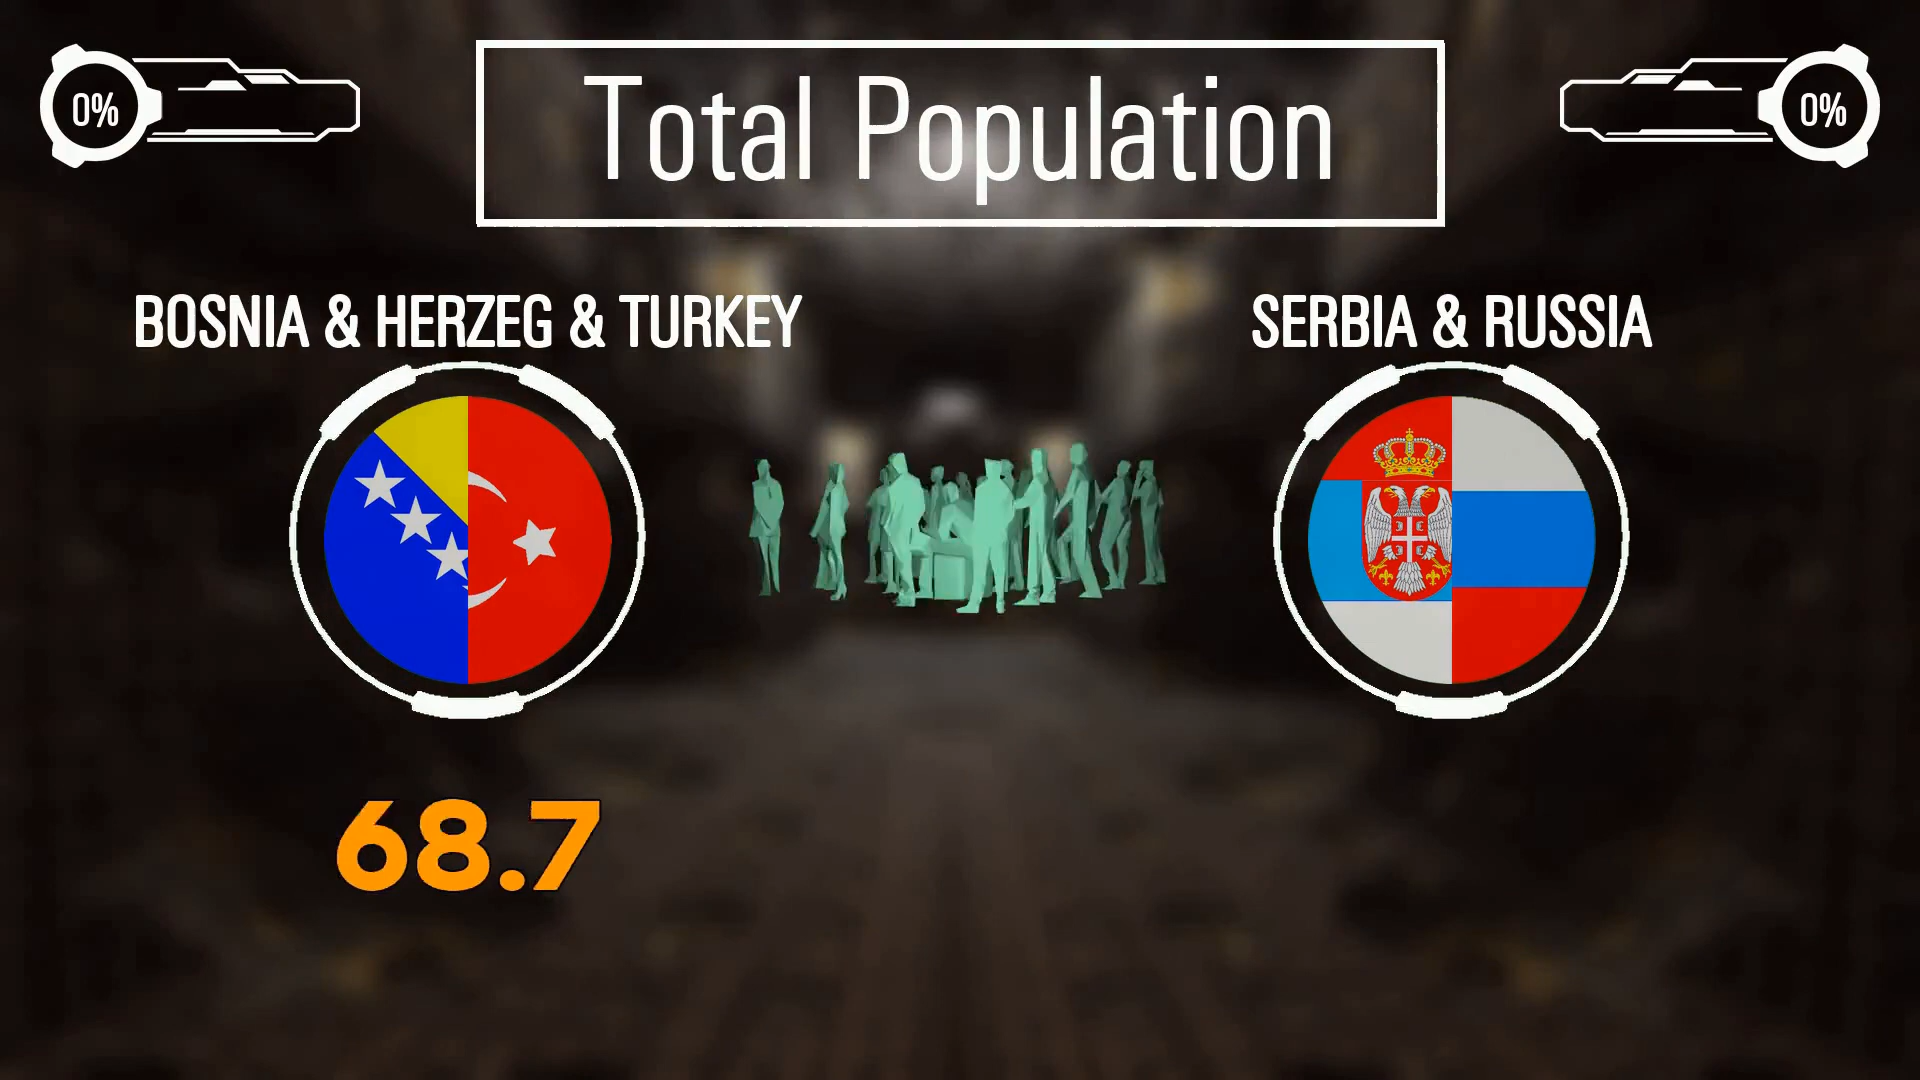 0%
Total Population
0%
BOSNIA & HERZEG & TURKEY
SERBIA & RUSSIA
68.7